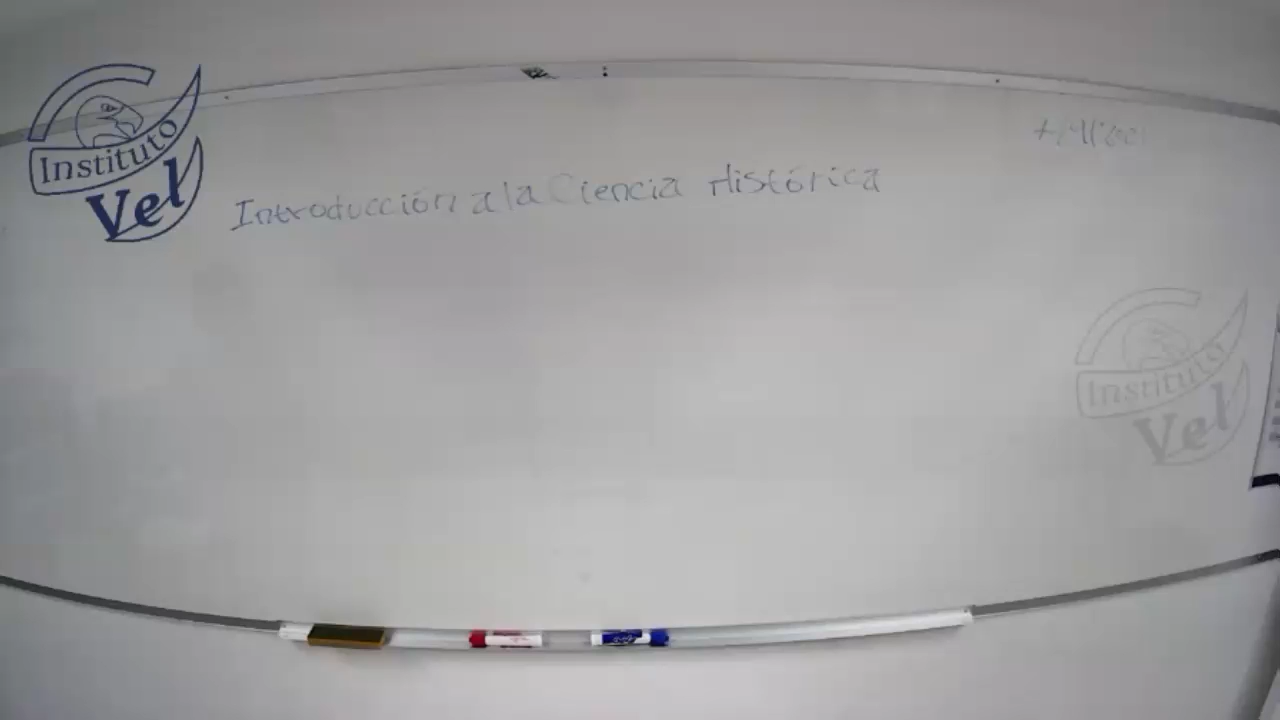 Instituto
Vel
Introducción a la Ciencia Histórica
Instituto
Vel